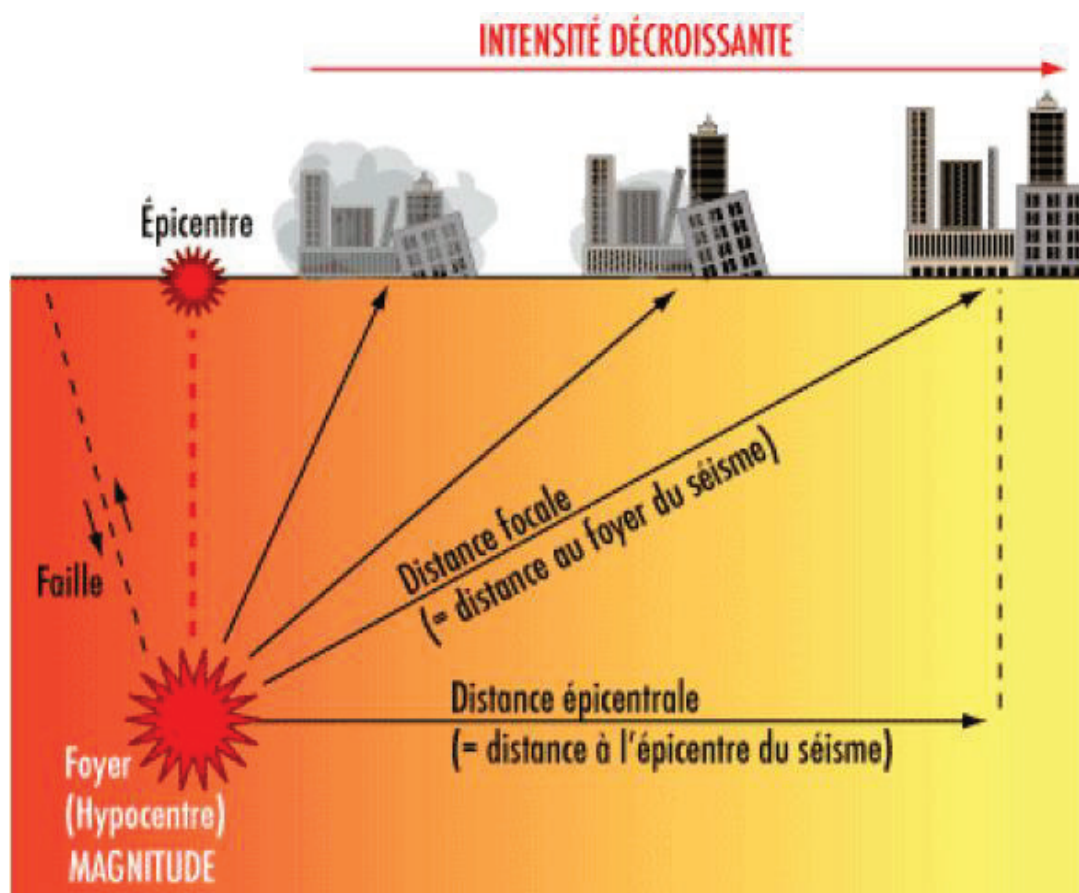 INTENSITÉ DÉCROISSANTE
Épicentre
Faille
Distance focale
(= distance au foyer du séisme)
Distance épicentrale
(= distance à l'épicentre du séisme)
Foyer
(Hypocentre)
MAGNITUDE